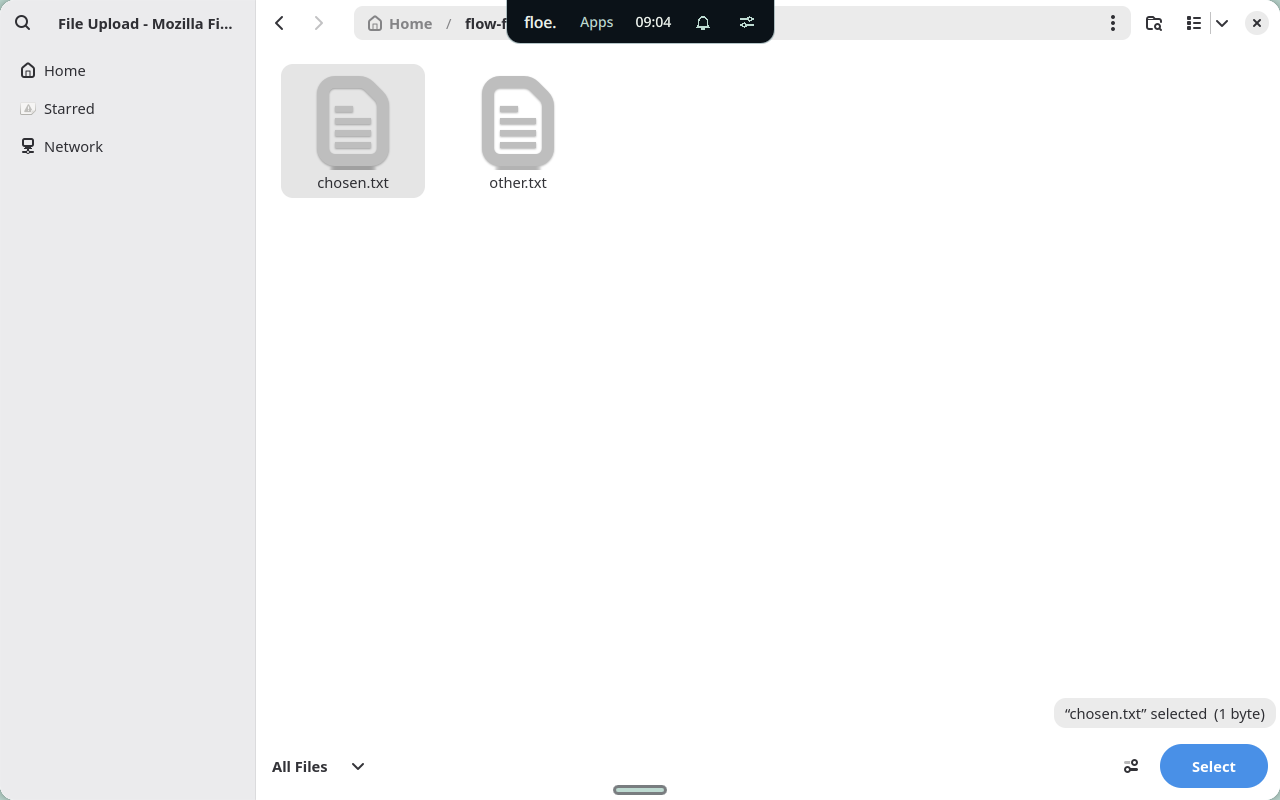 File Upload - Mozilla Fi...
Home / flow-f
floe. Apps 09:04
Home
Starred
Network
chosen.txt
other.txt
“chosen.txt” selected (1 byte)
All Files
Select